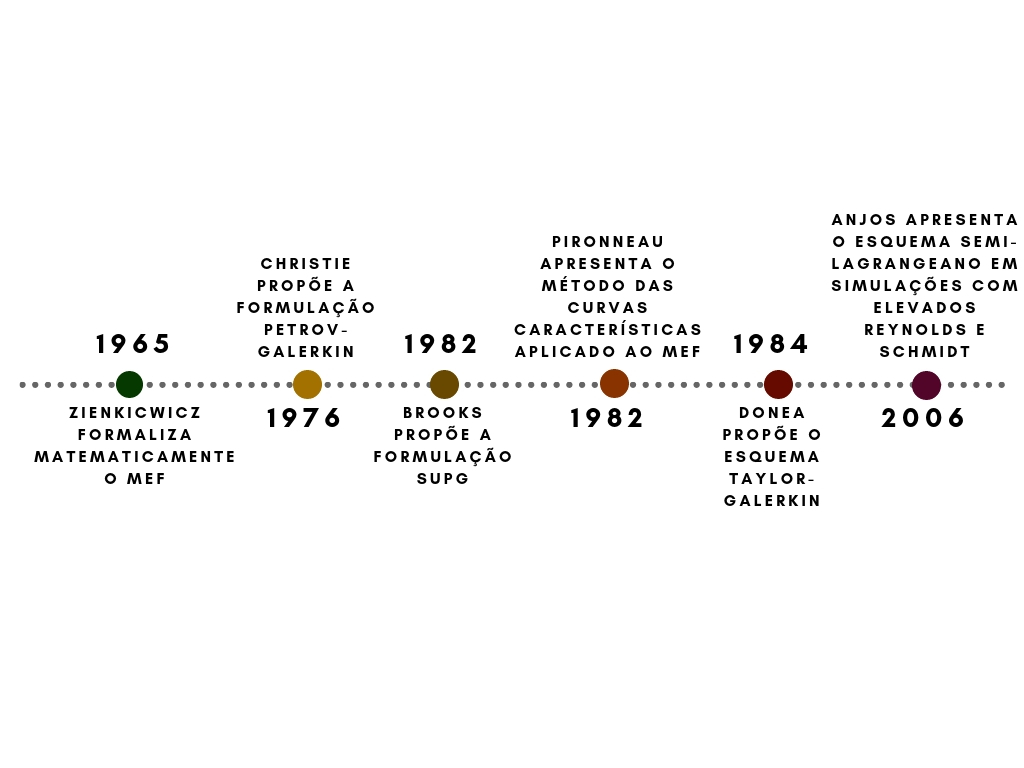 1965
ZIENKICWICZ
FORMALIZA
MATEMATICAMENTE
O MEF
CHRISTIE
PROPÕE A
FORMULAÇÃO
PETROV-
GALERKIN
1976
1982
BROOKS
PROPÕE A
FORMULAÇÃO
SUPG
PIRONNEAU
APRESENTA O
MÉTODO DAS
CURVAS
CARACTERÍSTICAS
APLICADO AO MEF
1982
1984
DONEA
PROPÕE O
ESQUEMA
TAYLOR-
GALERKIN
ANJOS APRESENTA
O ESQUEMA SEMI-
LAGRANGEANO EM
SIMULAÇÕES COM
ELEVADOS
REYNOLDS E
SCHMIDT
2006